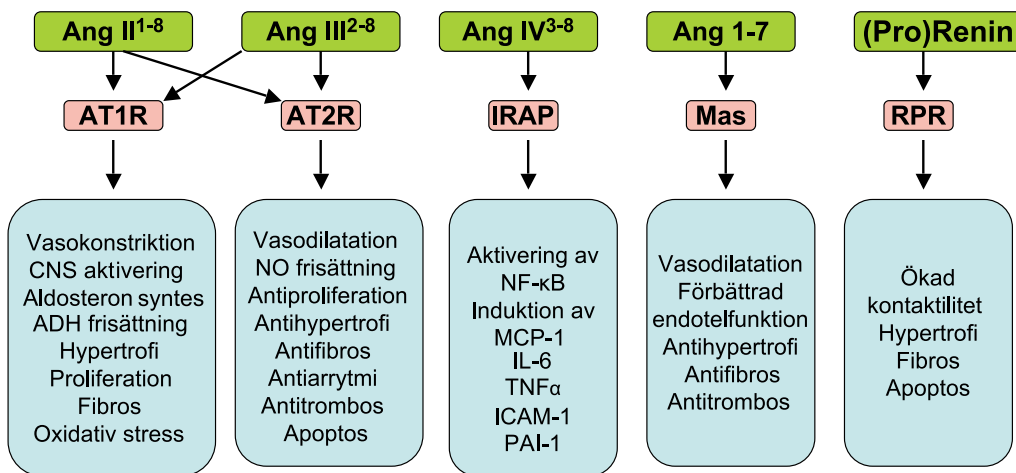 Ang II¹⁻⁸
Ang III²⁻⁸
Ang IV³⁻⁸
Ang 1-7
(Pro)Renin
AT1R
AT2R
IRAP
Mas
RPR
Vasokonstriktion
CNS aktivering
Aldosteron syntes
ADH frisättning
Hypertrofi
Proliferation
Fibros
Oxidativ stress
Vasodilatation
NO frisättning
Antiproliferation
Antihypertrofi
Antifibros
Antiarrytmi
Antitrombos
Apoptos
Aktivering av
NF-κB
Induktion av
MCP-1
IL-6
TNFα
ICAM-1
PAI-1
Vasodilatation
Förbättrad
endotelfunktion
Antihypertrofi
Antifibros
Antitrombos
Ökad
kontaktilitet
Hypertrofi
Fibros
Apoptos